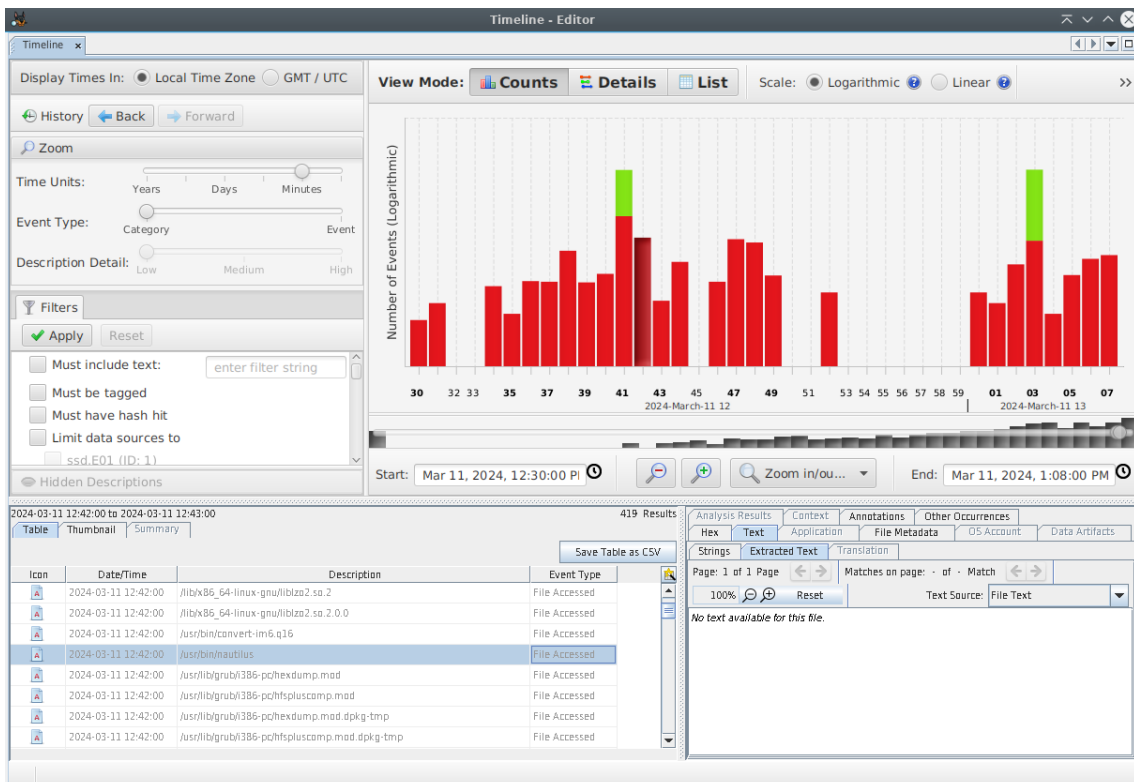 Timeline - Editor
Timeline x
Display Times In: Local Time Zone GMT / UTC
History Back Forward
Zoom
Time Units:
Years Days Minutes
Event Type:
Category Event
Description Detail:
Low Medium High
Filters
Apply Reset
Must include text: enter filter string
Must be tagged
Must have hash hit
Limit data sources to
ssd.E01 (ID: 1)
Hidden Descriptions
View Mode: Counts Details List Scale: Logarithmic ? Linear ? >>
Number of Events (Logarithmic)
30 32 33 35 37 39 41 43 45 47 49 51 53 54 55 56 57 58 59 01 03 05 07
2024-March-11 12 2024-March-11 13
Start: Mar 11, 2024, 12:30:00 P Zoom in/ou... End: Mar 11, 2024, 1:08:00 PM
2024-03-11 12:42:00 to 2024-03-11 12:43:00 419 Results
Table Thumbnail Summary
Save Table as CSV
Icon Date/Time Description Event Type
2024-03-11 12:42:00 /lib/x86_64-linux-gnu/liblzo2.so.2 File Accessed
2024-03-11 12:42:00 /lib/x86_64-linux-gnu/liblzo2.so.2.0.0 File Accessed
2024-03-11 12:42:00 /usr/bin/convert-im6.q16 File Accessed
2024-03-11 12:42:00 /usr/bin/nautilus File Accessed
2024-03-11 12:42:00 /usr/lib/grub/i386-pc/hexdump.mod File Accessed
2024-03-11 12:42:00 /usr/lib/grub/i386-pc/hfspluscomp.mod File Accessed
2024-03-11 12:42:00 /usr/lib/grub/i386-pc/hexdump.mod.dpkg-tmp File Accessed
2024-03-11 12:42:00 /usr/lib/grub/i386-pc/hfspluscomp.mod.dpkg-tmp File Accessed
Analysis Results Context Annotations Other Occurrences
Hex Text Application File Metadata OS Account Data Artifacts
Strings Extracted Text Translation
Page: 1 of 1 Page Matches on page: - of - Match
100% Reset Text Source: File Text
No text available for this file.